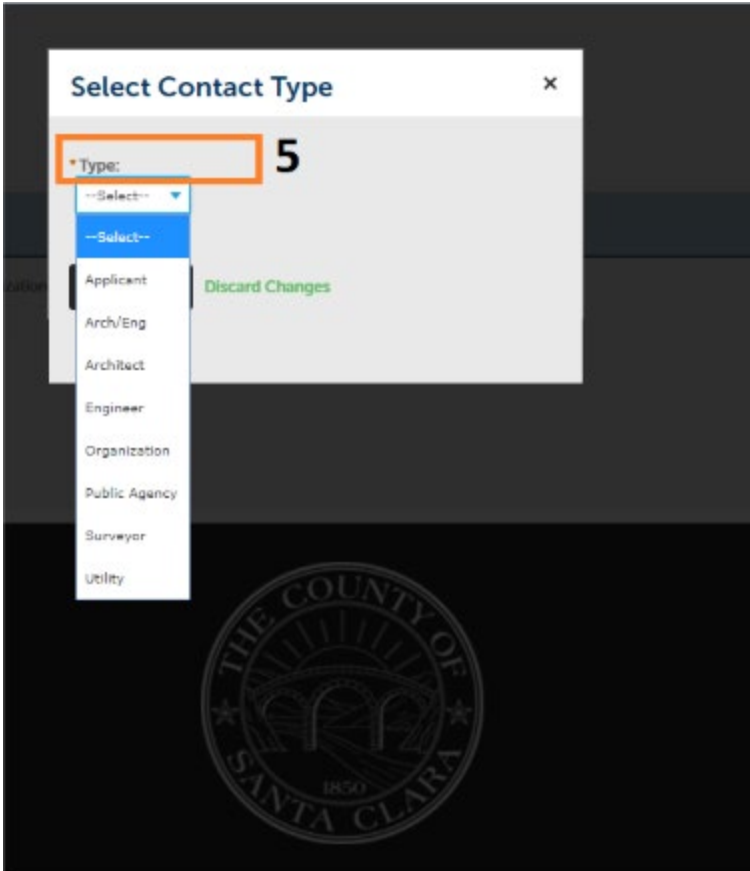 Select Contact Type ×
*Type: 5
--Select--
--Select--
Applicant
Discard Changes
Arch/Eng
Architect
Engineer
Organization
Public Agency
Surveyor
Utility
THE COUNTY OF
1850
SANTA CLARA